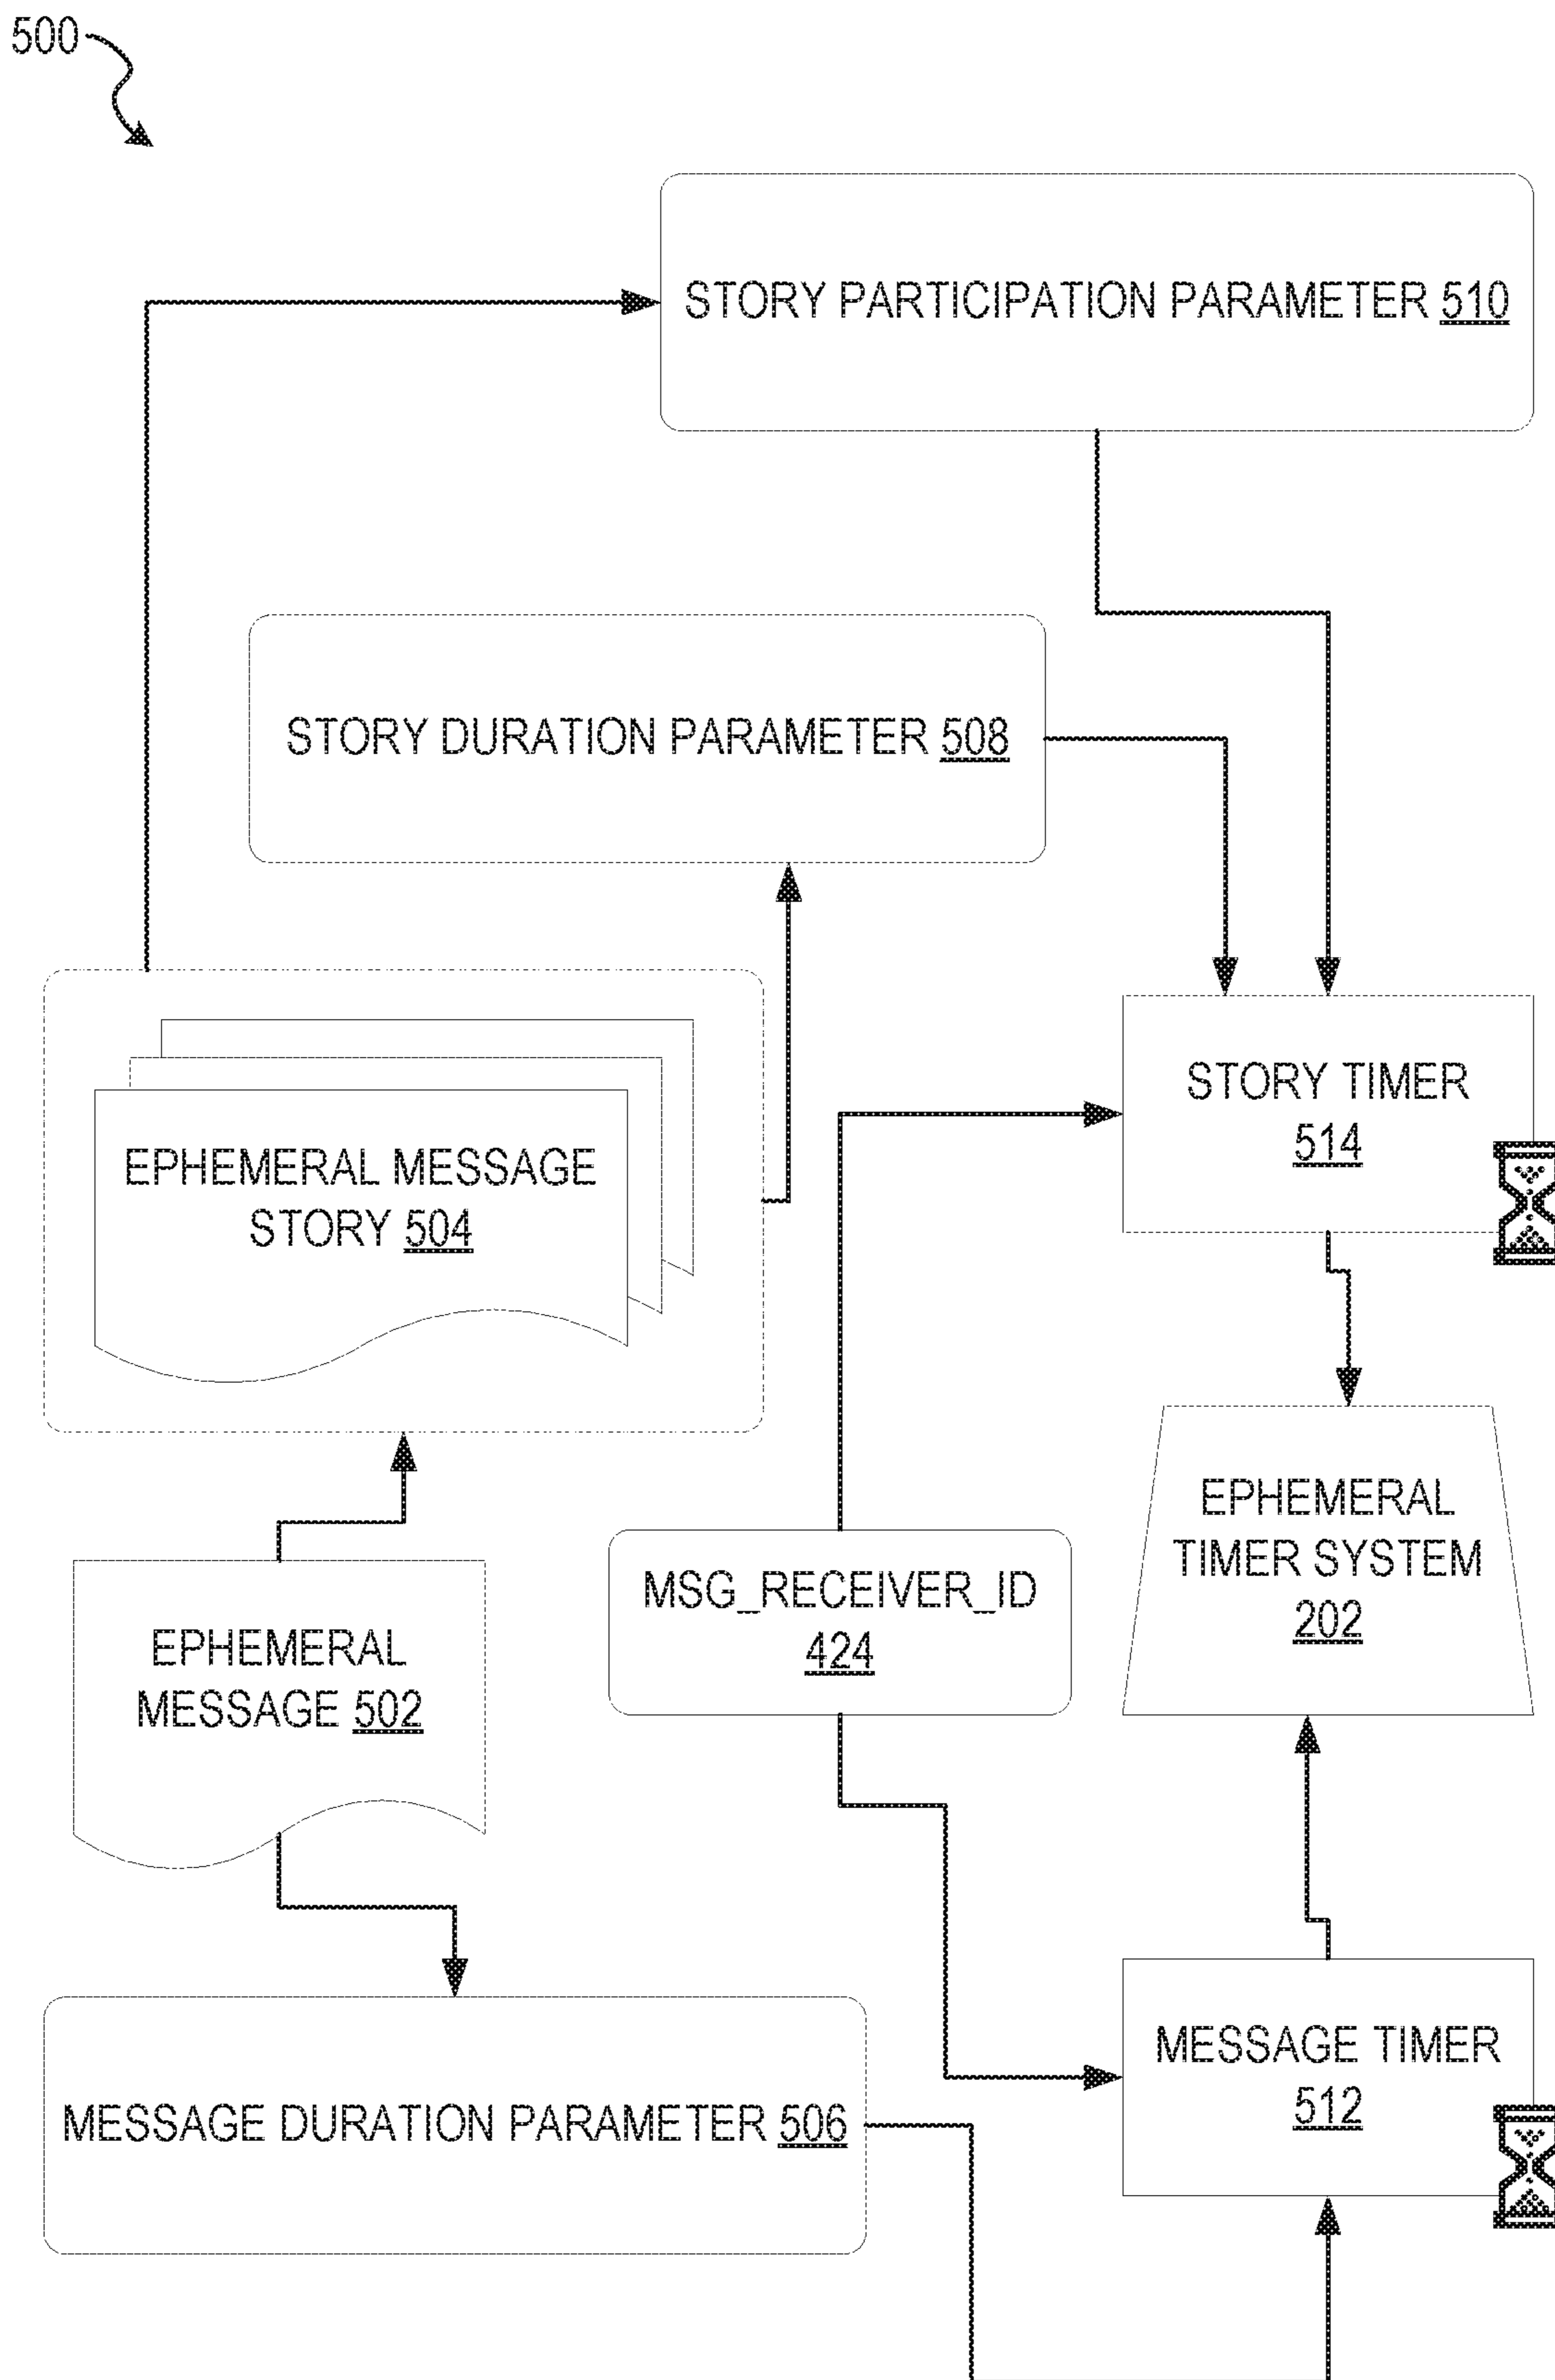 500
STORY PARTICIPATION PARAMETER 510
STORY DURATION PARAMETER 508
EPHEMERAL MESSAGE
STORY 504
STORY TIMER
514
EPHEMERAL
TIMER SYSTEM
202
MSG_RECEIVER_ID
424
EPHEMERAL
MESSAGE 502
MESSAGE TIMER
512
MESSAGE DURATION PARAMETER 506